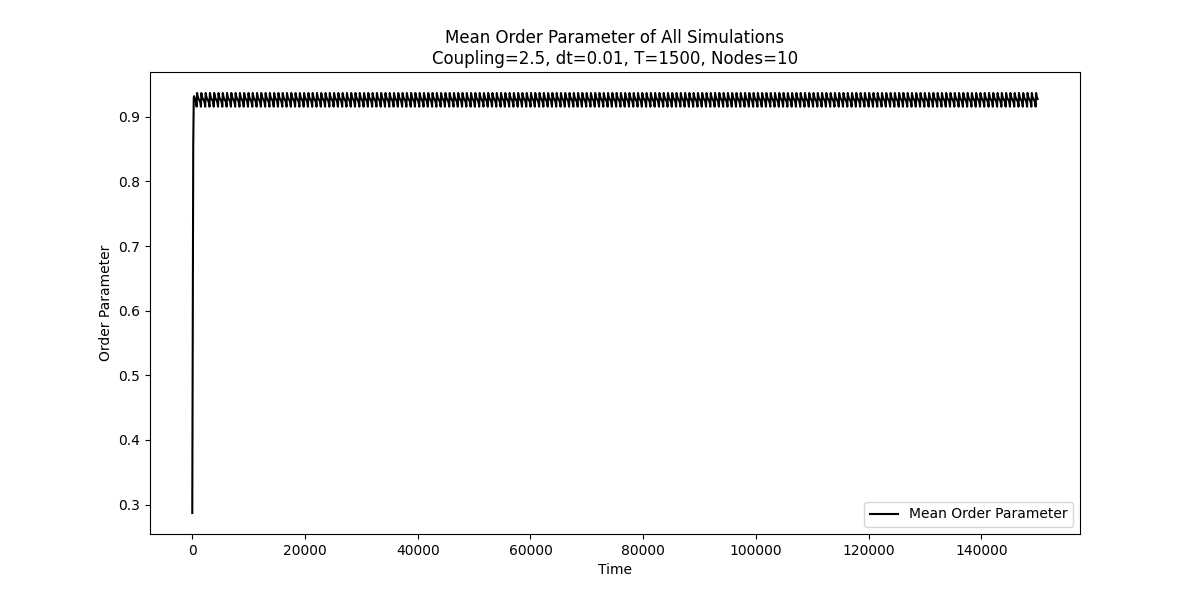 Mean Order Parameter of All Simulations
Coupling=2.5, dt=0.01, T=1500, Nodes=10
Order Parameter
0.9
0.8
0.7
0.6
0.5
0.4
0.3
Mean Order Parameter
0 20000 40000 60000 80000 100000 120000 140000
Time